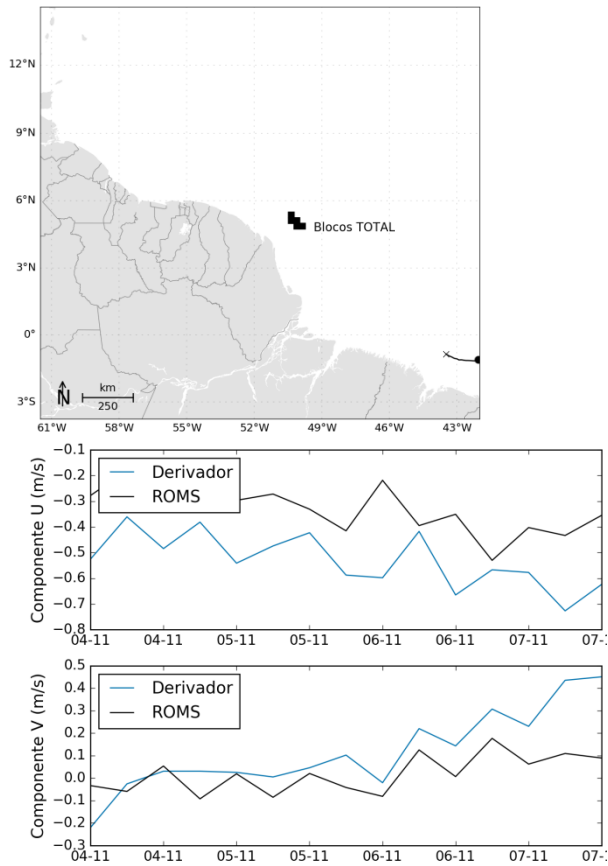 12°N
9°N
6°N
Blocos TOTAL
3°N
0°
N
km
250
3°S
61°W
58°W
55°W
52°W
49°W
46°W
43°W
−0.1
−0.2
−0.3
−0.4
−0.5
−0.6
−0.7
−0.8
Componente U (m/s)
Derivador
ROMS
04-11
04-11
05-11
05-11
06-11
06-11
07-11
07-1
0.5
0.4
0.3
0.2
0.1
0.0
−0.1
−0.2
−0.3
Componente V (m/s)
Derivador
ROMS
04-11
04-11
05-11
05-11
06-11
06-11
07-11
07-1